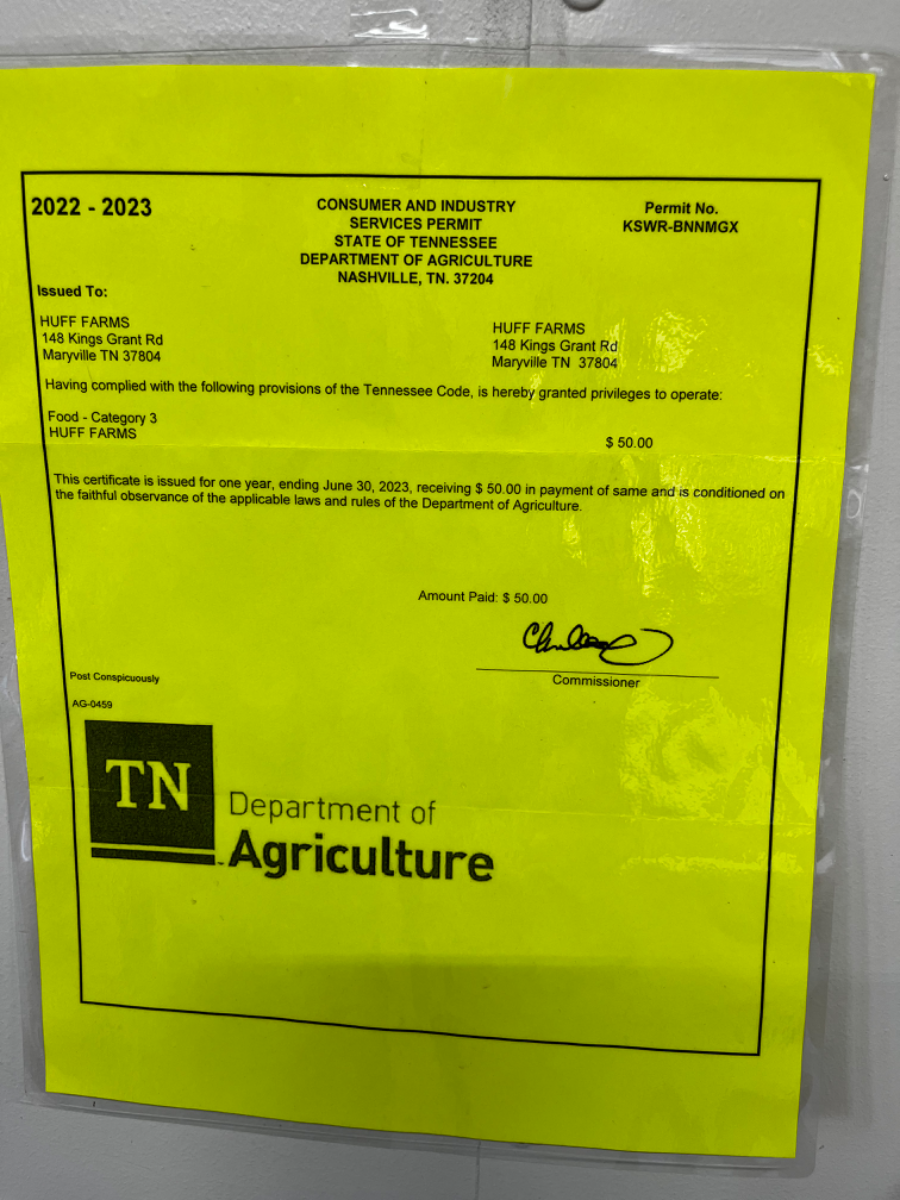 2022 - 2023
CONSUMER AND INDUSTRY
SERVICES PERMIT
STATE OF TENNESSEE
DEPARTMENT OF AGRICULTURE
NASHVILLE, TN. 37204
Permit No.
KSWR-BNNMGX
Issued To:
HUFF FARMS
148 Kings Grant Rd
Maryville TN 37804
HUFF FARMS
148 Kings Grant Rd
Maryville TN 37804
Having complied with the following provisions of the Tennessee Code, is hereby granted privileges to operate:
Food - Category 3
HUFF FARMS
$ 50.00
This certificate is issued for one year, ending June 30, 2023, receiving $ 50.00 in payment of same and is conditioned on
the faithful observance of the applicable laws and rules of the Department of Agriculture.
Amount Paid: $ 50.00
Commissioner
Post Conspicuously
AG-0459
TN
Department of
Agriculture